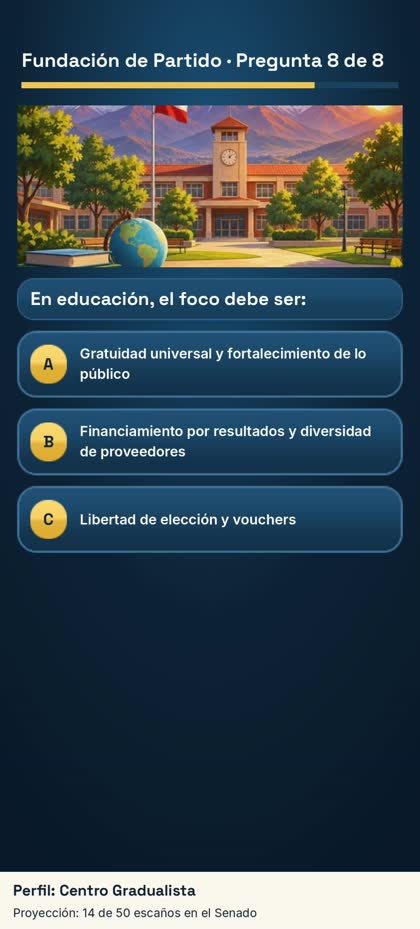 Fundación de Partido · Pregunta 8 de 8
En educación, el foco debe ser:
A
Gratuidad universal y fortalecimiento de lo
público
B
Financiamiento por resultados y diversidad
de proveedores
C
Libertad de elección y vouchers
Perfil: Centro Gradualista
Proyección: 14 de 50 escaños en el Senado